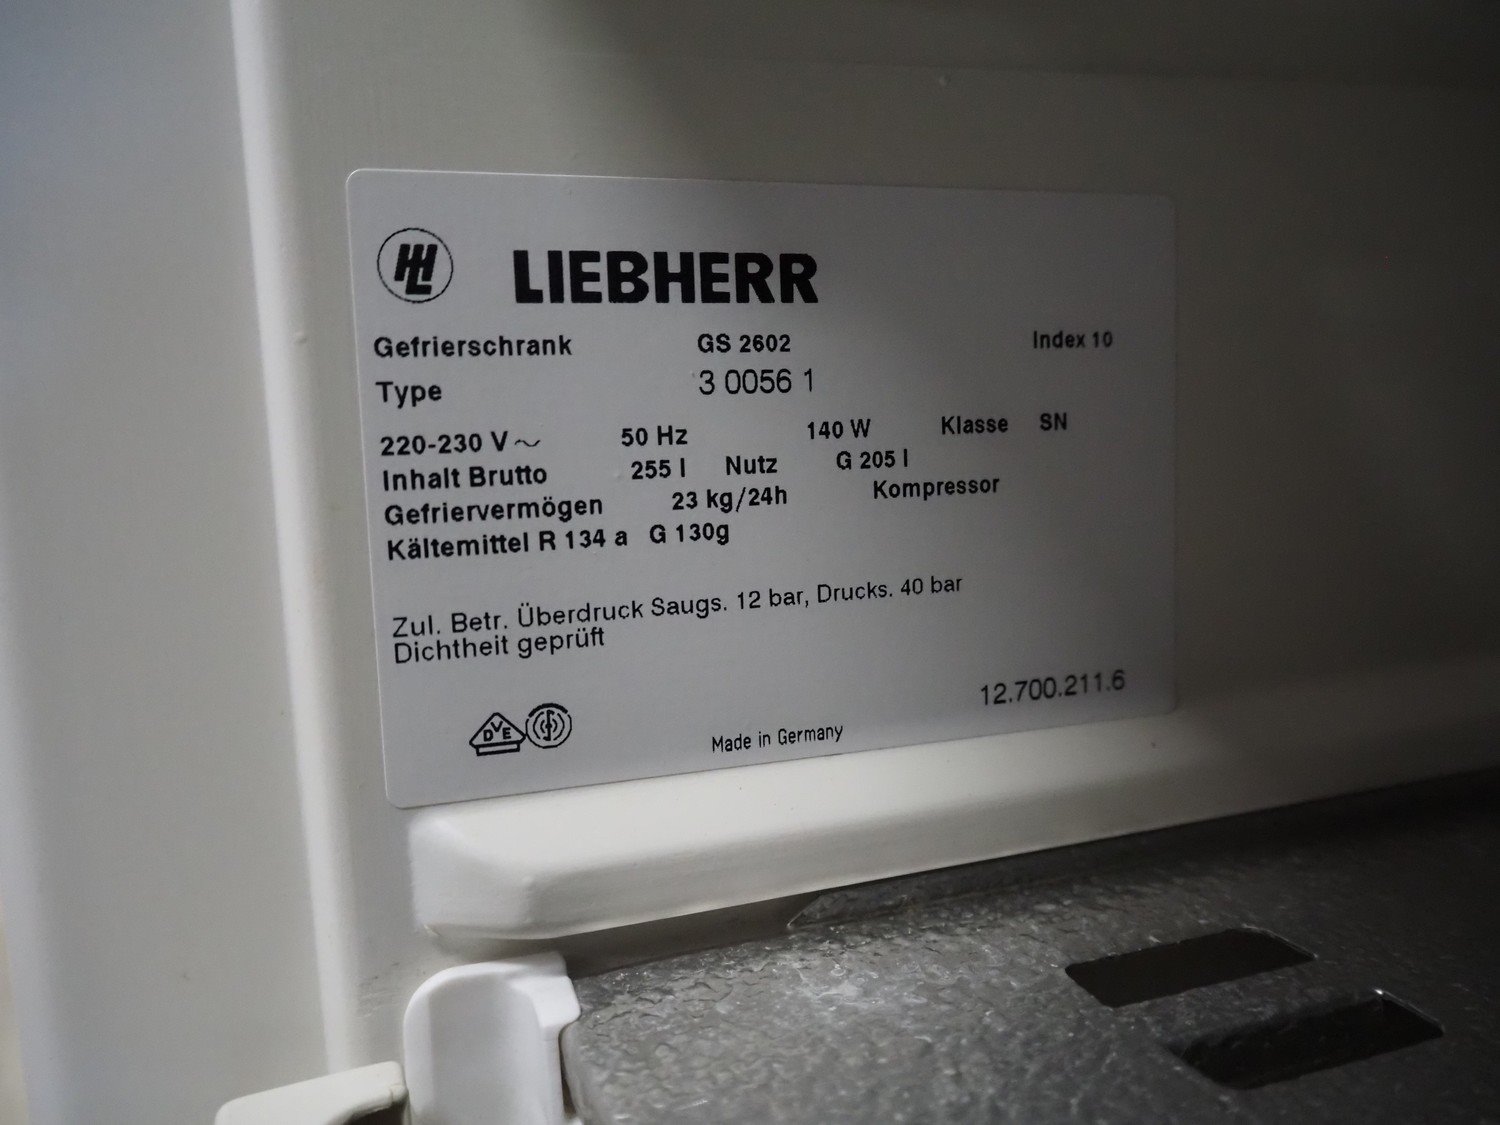 HL LIEBHERR
Gefrierschrank GS 2602 Index 10
Type 3 0056 1
220-230 V ~ 50 Hz 140 W Klasse SN
Inhalt Brutto 255 l Nutz G 205 l
Gefriervermögen 23 kg/24h Kompressor
Kältemittel R 134 a G 130g
Zul. Betr. Überdruck Saugs. 12 bar, Drucks. 40 bar
Dichtheit geprüft
12.700.211.6
DVE
Made in Germany